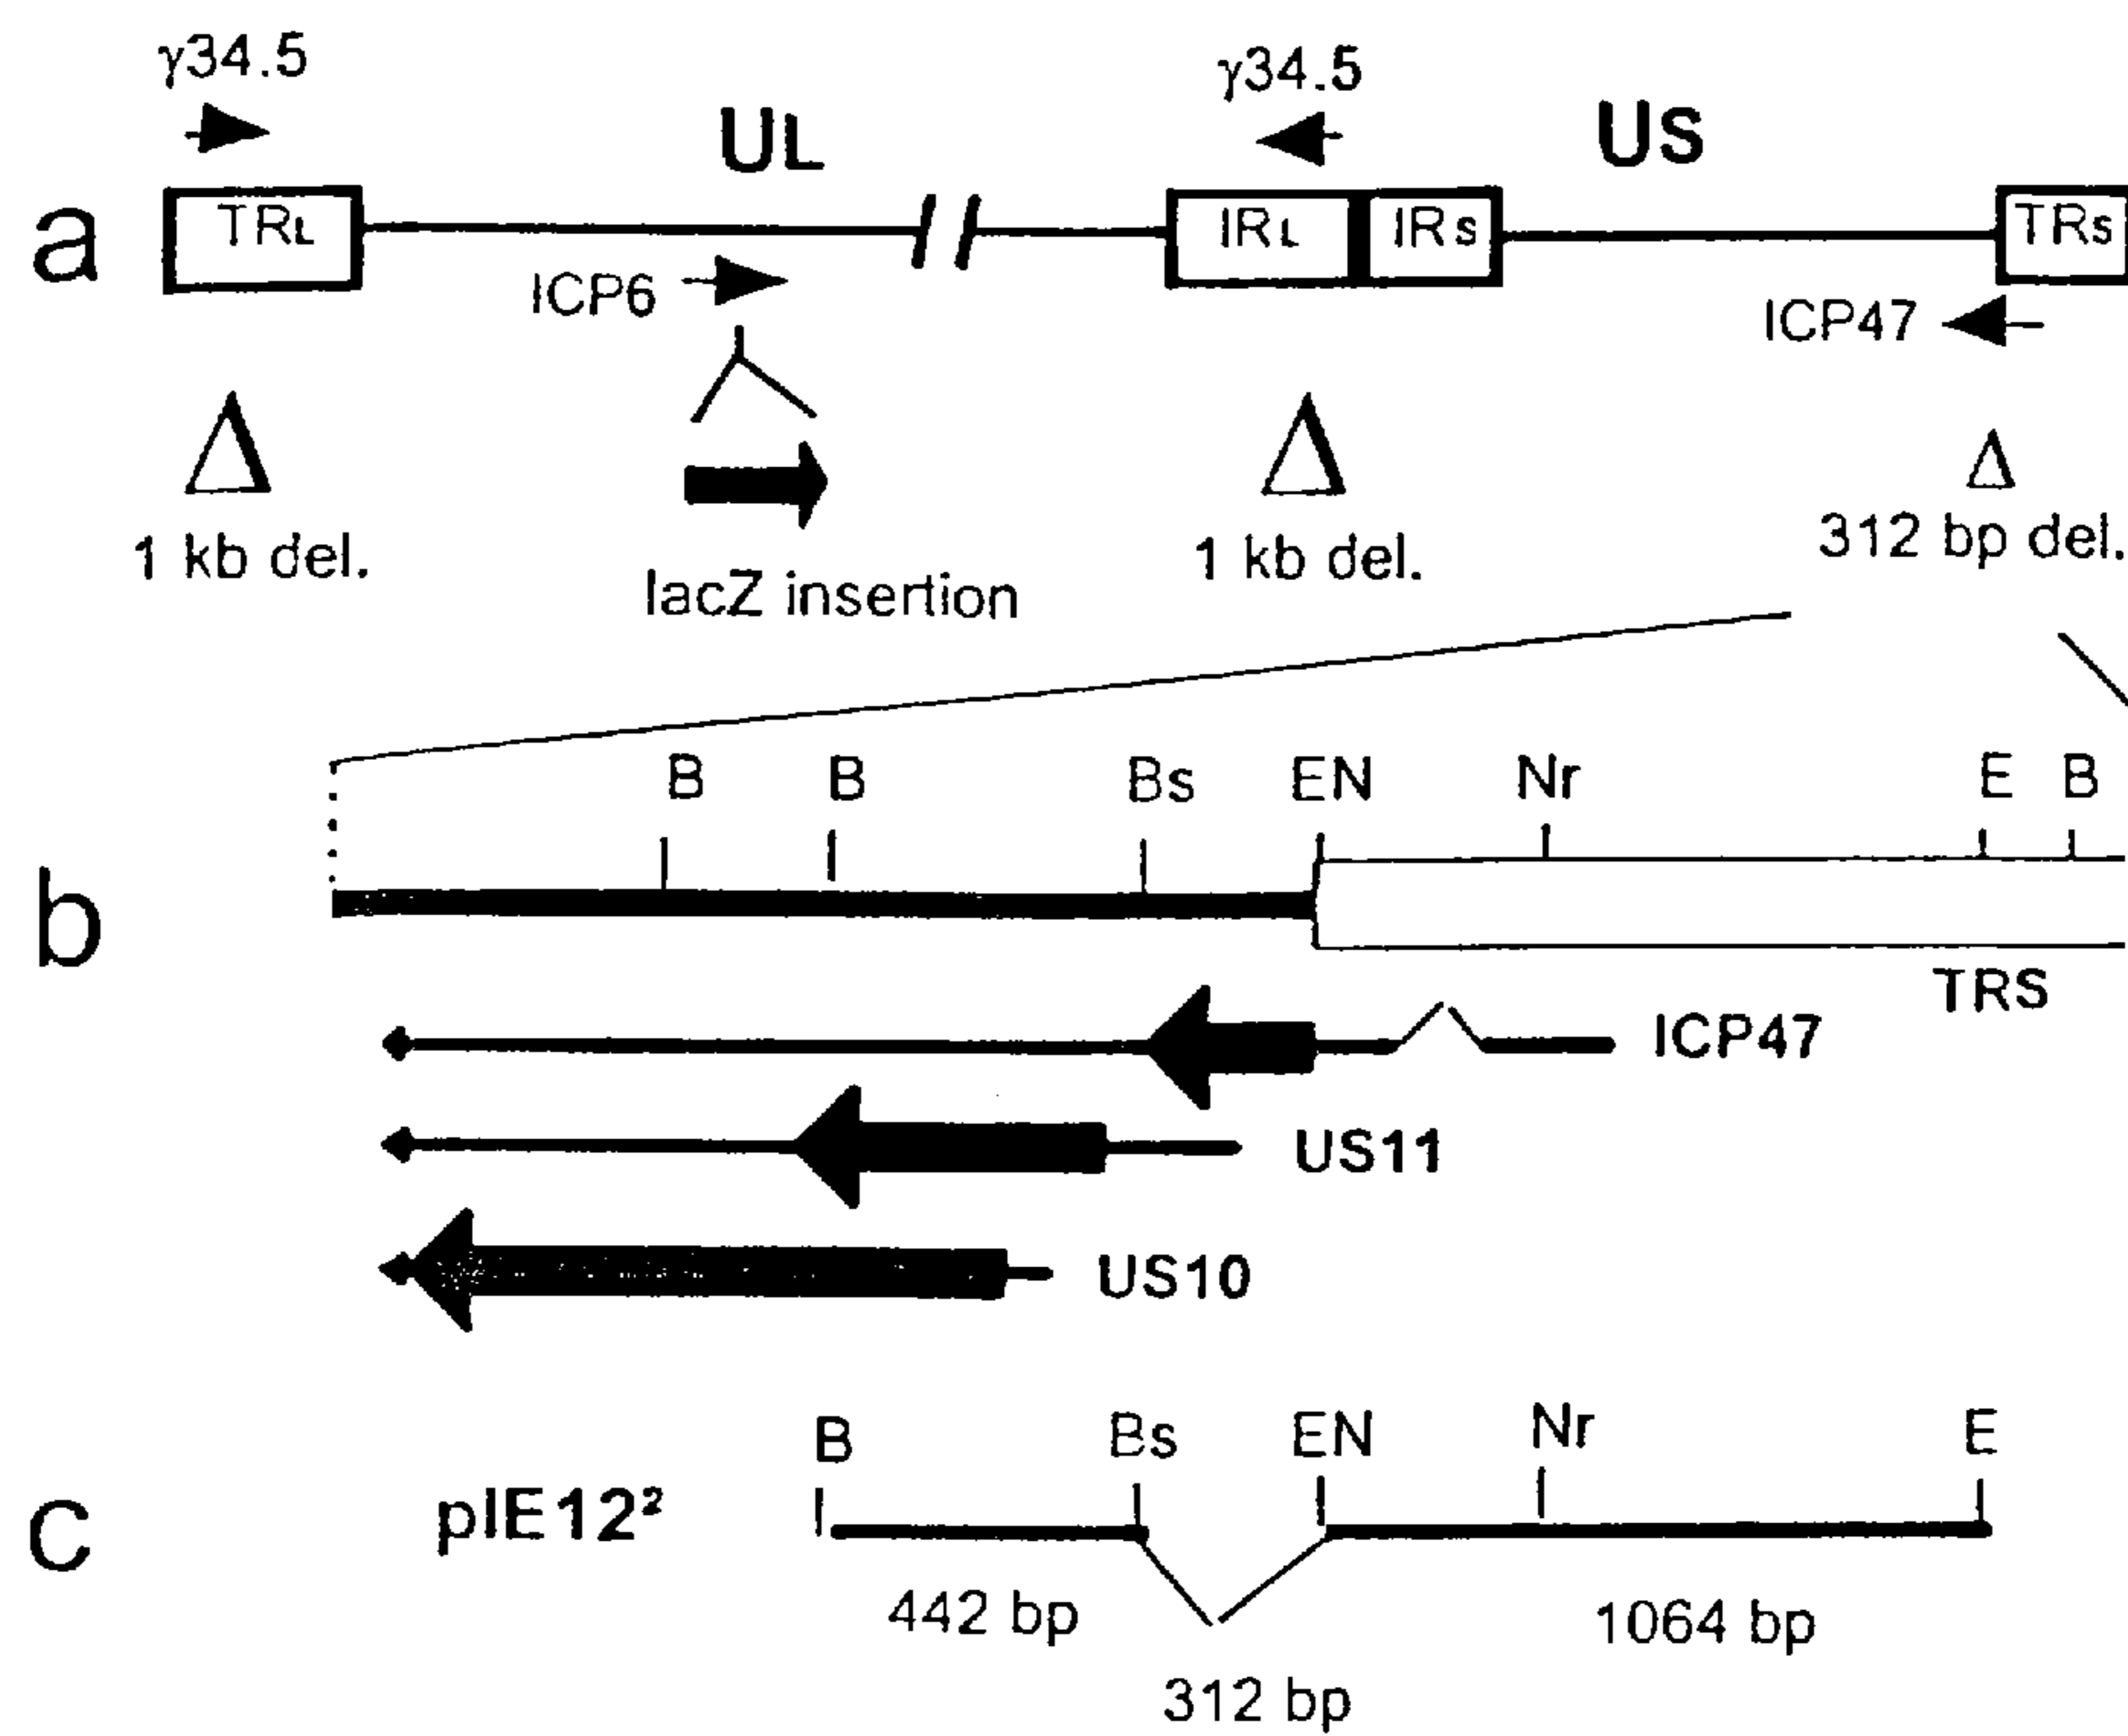 γ34.5
γ34.5
UL
US
a
TRL
IRL
IRS
TRS
ICP6
ICP47
1 kb del.
lacZ insertion
1 kb del.
312 bp del.
B B Bs EN Nr E B
b
TRS
ICP47
US11
US10
B Bs EN Nr E
c
pIE12²
442 bp
1064 bp
312 bp